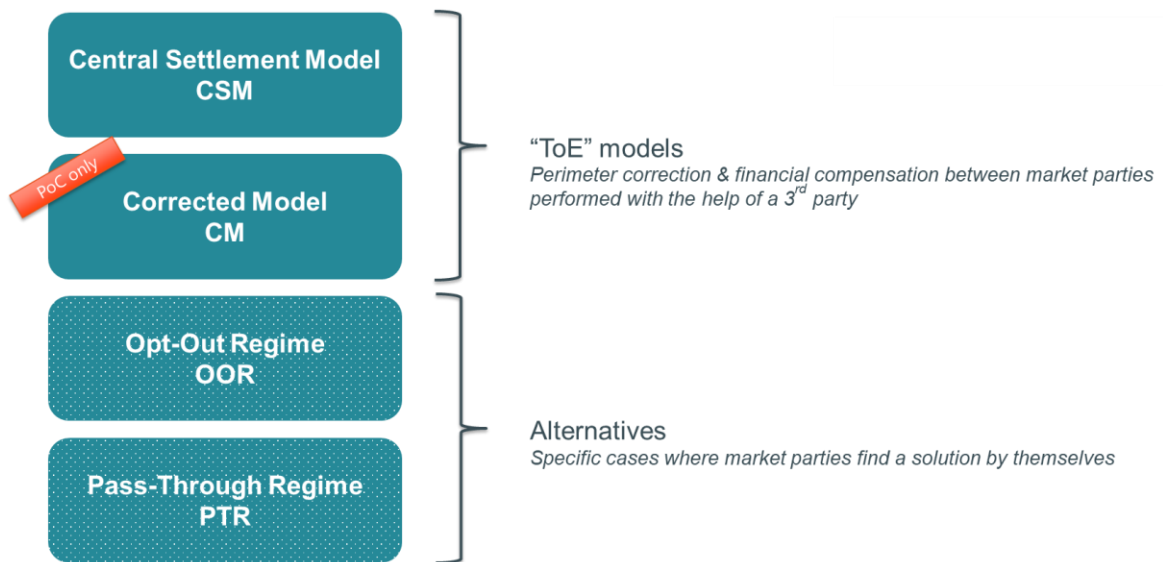 Central Settlement Model
CSM
PoC only
Corrected Model
CM
“ToE” models
Perimeter correction & financial compensation between market parties
performed with the help of a 3rd party
Opt-Out Regime
OOR
Pass-Through Regime
PTR
Alternatives
Specific cases where market parties find a solution by themselves